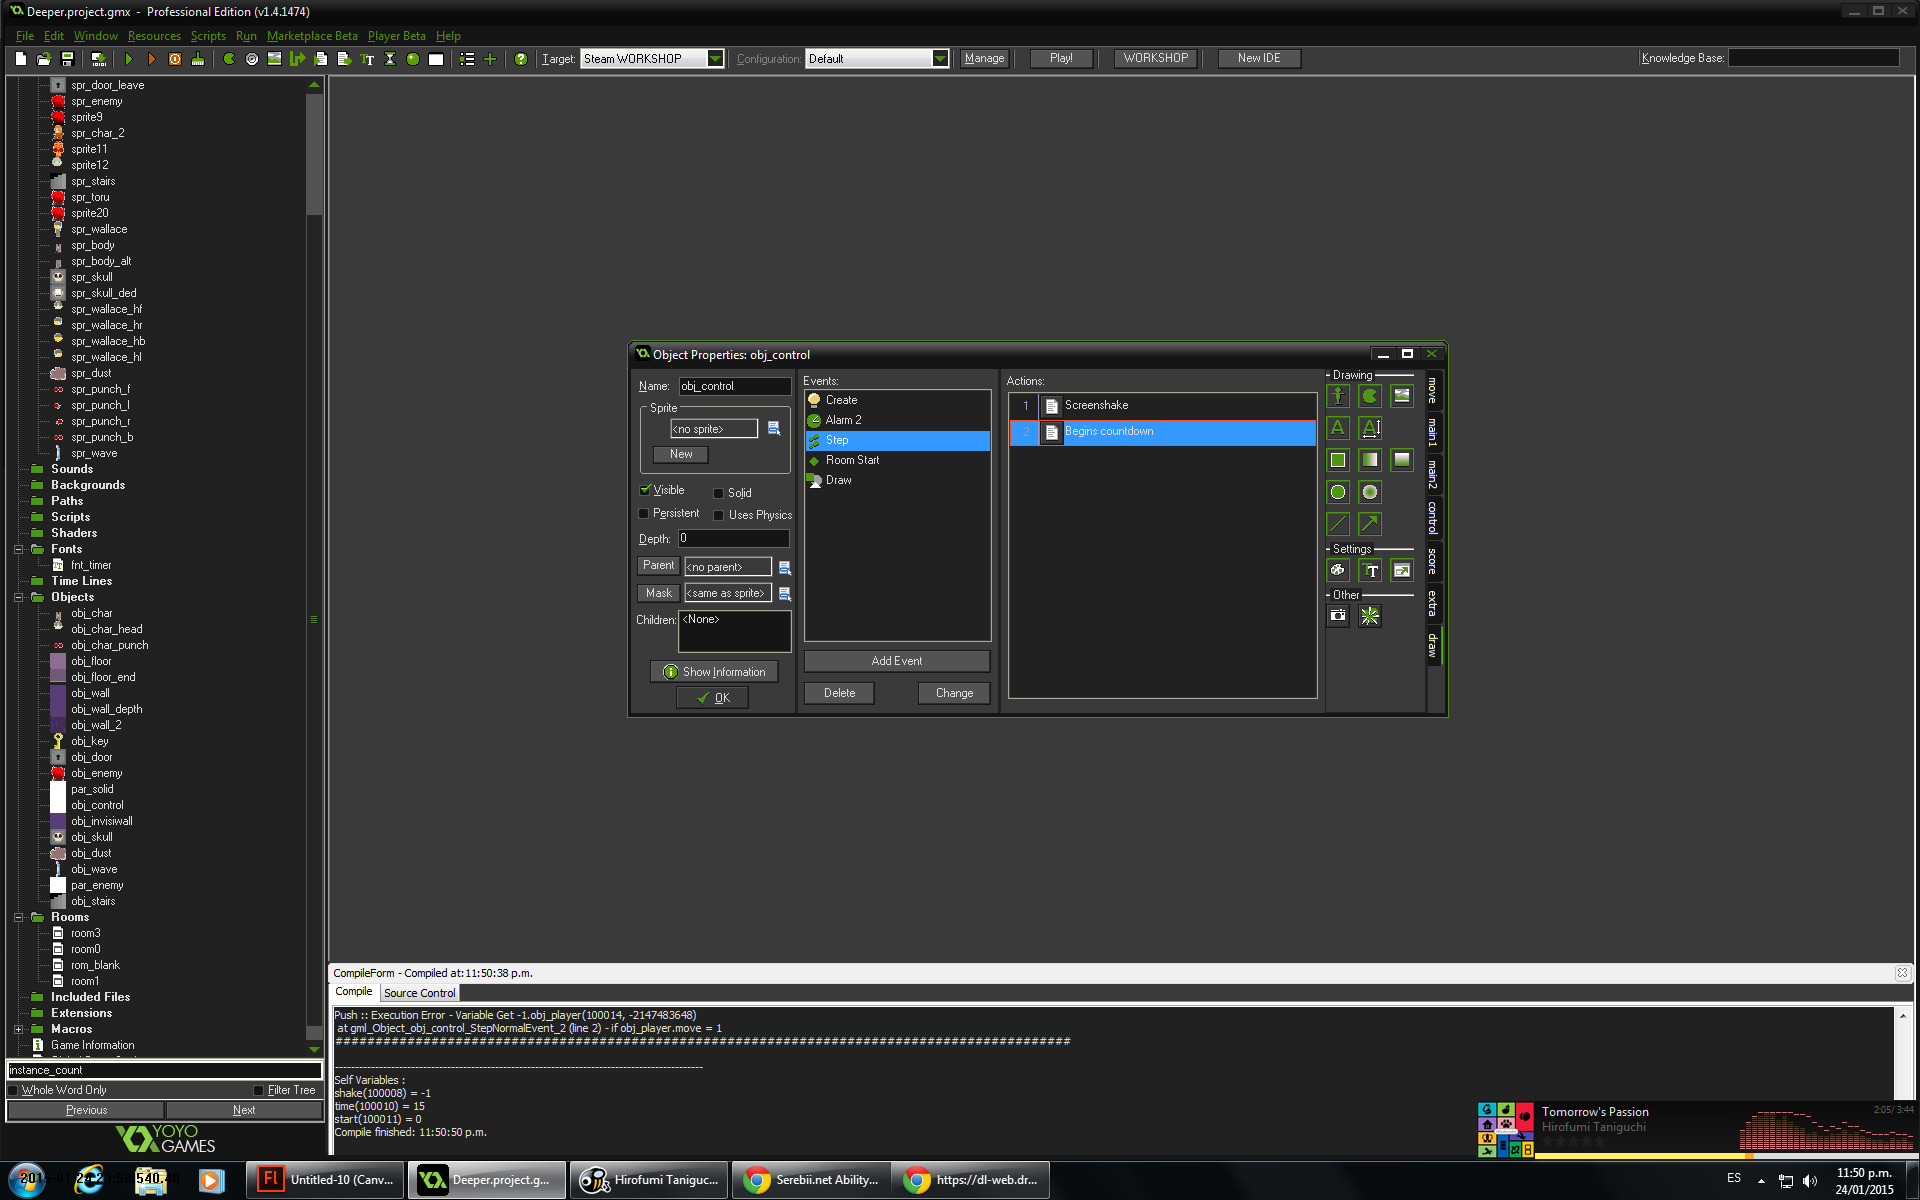 Deeper.project.gmx - Professional Edition (v1.4.1474)
File Edit Window Resources Scripts Run Marketplace Beta Player Beta Help
Target: Steam WORKSHOP Configuration: Default Manage Play! WORKSHOP New IDE Knowledge Base:
spr_door_leave
spr_enemy
sprite9
spr_char_2
sprite11
sprite12
spr_stairs
spr_toru
sprite20
spr_wallace
spr_body
spr_body_alt
spr_skull
spr_skull_ded
spr_wallace_hf
spr_wallace_hr
spr_wallace_hb
spr_wallace_hl
spr_dust
spr_punch_f
spr_punch_l
spr_punch_r
spr_punch_b
spr_wave
Sounds
Backgrounds
Paths
Scripts
Shaders
Fonts
fnt_timer
Time Lines
Objects
obj_char
obj_char_head
obj_char_punch
obj_floor
obj_floor_end
obj_wall
obj_wall_depth
obj_wall_2
obj_key
obj_door
obj_enemy
par_solid
obj_control
obj_invisiwall
obj_skull
obj_dust
obj_wave
par_enemy
obj_stairs
Rooms
room3
room0
rom_blank
room1
Included Files
Extensions
Macros
Game Information
instance_count
Whole Word Only Filter Tree
Previous Next
YOYO
GAMES
Object Properties: obj_control
Name: obj_control
Sprite
<no sprite>
New
Visible Solid
Persistent Uses Physics
Depth: 0
Parent <no parent>
Mask <same as sprite>
Children: <None>
Show Information
OK
Events:
Create
Alarm 2
Step
Room Start
Draw
Add Event
Delete Change
Actions:
1 Screenshake
2 Begins countdown
Drawing
Settings
Other
move
main1
main2
control
score
extra
draw
CompileForm - Compiled at:11:50:38 p.m.
Compile Source Control
Push :: Execution Error - Variable Get -1.obj_player(100014, -2147483648)
at gml_Object_obj_control_StepNormalEvent_2 (line 2) - if obj_player.move = 1
Self Variables :
shake(100008) = -1
time(100010) = 15
start(100011) = 0
Compile finished: 11:50:50 p.m.
Tomorrow's Passion
Hirofumi Taniguchi
2:05/ 3:44
Untitled-10 (Canv...
Deeper.project.g...
Hirofumi Taniguc...
Serebii.net Ability...
https://dl-web.dr...
ES
11:50 p.m.
24/01/2015